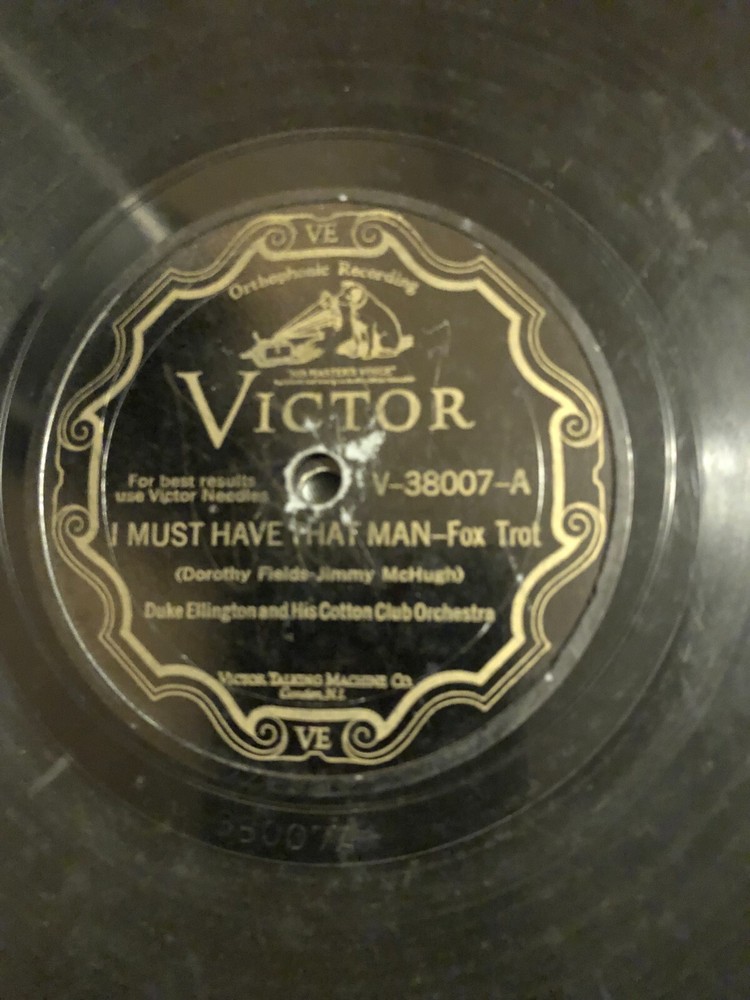 VE
Orthophonic Recording
"HIS MASTER'S VOICE"
VICTOR
For best results
use Victor Needles
V-38007-A
I MUST HAVE THAT MAN-Fox Trot
(Dorothy Fields-Jimmy McHugh)
Duke Ellington and His Cotton Club Orchestra
VICTOR TALKING MACHINE CO.
Camden, N.J.
VE